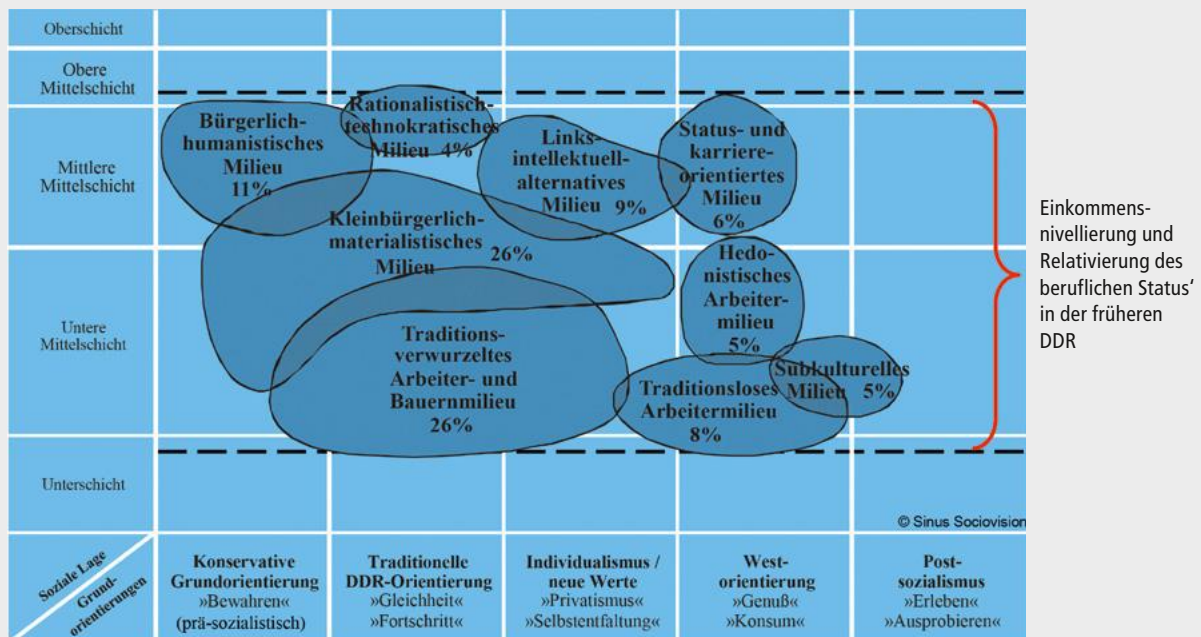 Oberschicht
Obere
Mittelschicht
Mittlere
Mittelschicht
Untere
Mittelschicht
Unterschicht
Bürgerlich-
humanistisches
Milieu
11%
Rationalistisch-
technokratisches
Milieu 4%
Links-
intellektuell-
alternatives
Milieu 9%
Status- und
karriere-
orientiertes
Milieu
6%
Kleinbürgerlich-
materialistisches
Milieu 26%
Hedo-
nistisches
Arbeiter-
milieu
5%
Traditions-
verwurzeltes
Arbeiter- und
Bauernmilieu
26%
Traditionsloses
Arbeitermilieu
8%
Subkulturelles
Milieu 5%
Einkommens-
nivellierung und
Relativierung des
beruflichen Status'
in der früheren
DDR
© Sinus Sociovision
Soziale Lage
Grund-
orientierungen
Konservative
Grundorientierung
»Bewahren«
(prä-sozialistisch)
Traditionelle
DDR-Orientierung
»Gleichheit«
»Fortschritt«
Individualismus /
neue Werte
»Privatismus«
»Selbstentfaltung«
West-
orientierung
»Genuß«
»Konsum«
Post-
sozialismus
»Erleben«
»Ausprobieren«